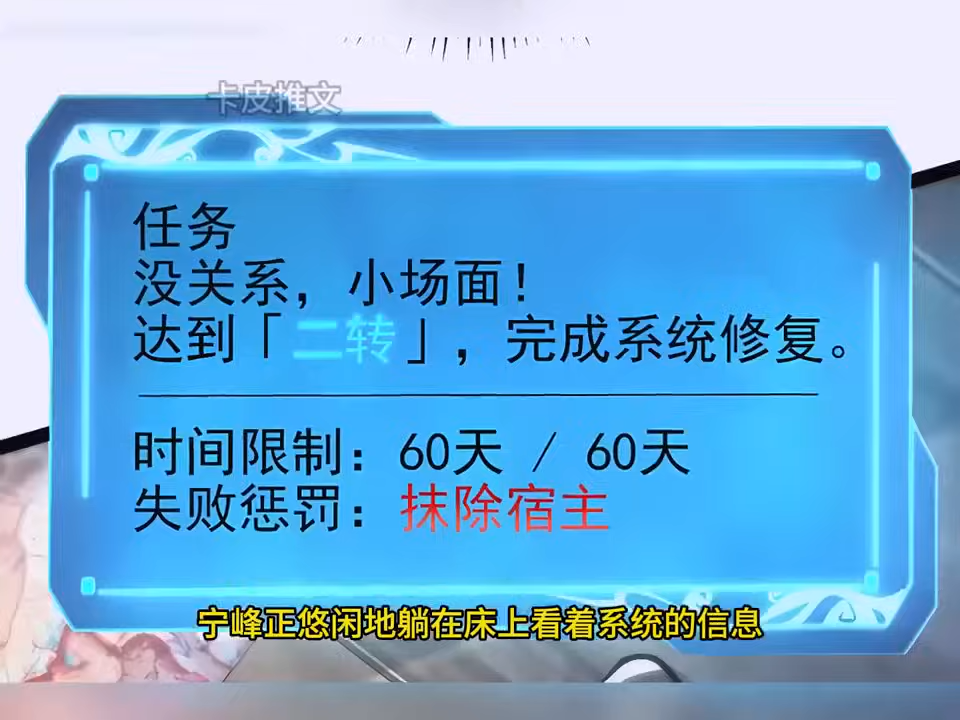 卡皮推文
任务
没关系，小场面！
达到「二转」，完成系统修复。
时间限制：60天 / 60天
失败惩罚：抹除宿主
宁峰正悠闲地躺在床上看着系统的信息